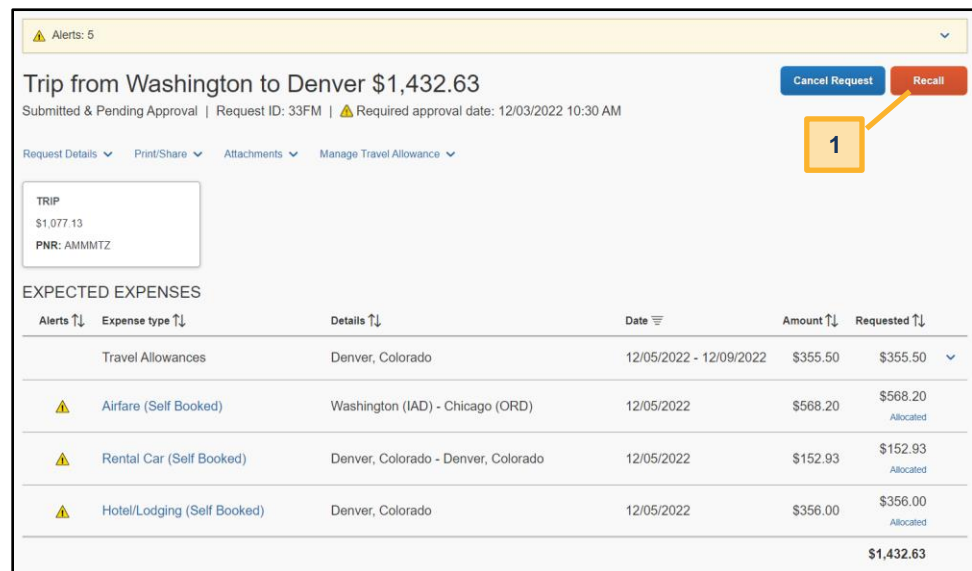 Alerts: 5
Trip from Washington to Denver $1,432.63
Cancel Request
Recall
Submitted & Pending Approval | Request ID: 33FM | Required approval date: 12/03/2022 10:30 AM
1
Request Details Print/Share Attachments Manage Travel Allowance
TRIP
$1,077.13
PNR: AMMMTZ
EXPECTED EXPENSES
Alerts Expense type Details Date Amount Requested
Travel Allowances Denver, Colorado 12/05/2022 - 12/09/2022 $355.50 $355.50
Airfare (Self Booked) Washington (IAD) - Chicago (ORD) 12/05/2022 $568.20 $568.20
Allocated
Rental Car (Self Booked) Denver, Colorado - Denver, Colorado 12/05/2022 $152.93 $152.93
Allocated
Hotel/Lodging (Self Booked) Denver, Colorado 12/05/2022 $356.00 $356.00
Allocated
$1,432.63